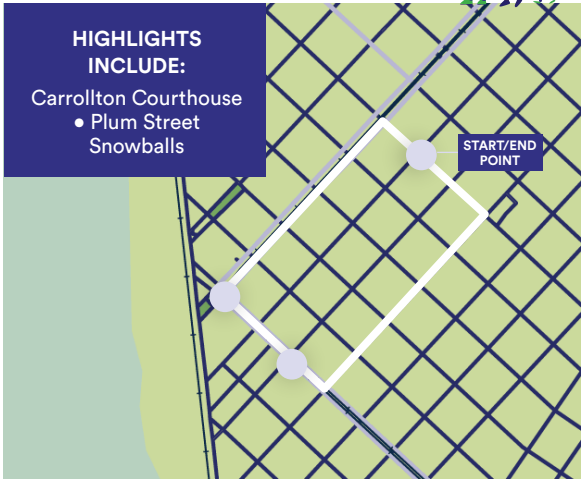 HIGHLIGHTS
INCLUDE:
Carrollton Courthouse
• Plum Street
Snowballs
START/END
POINT